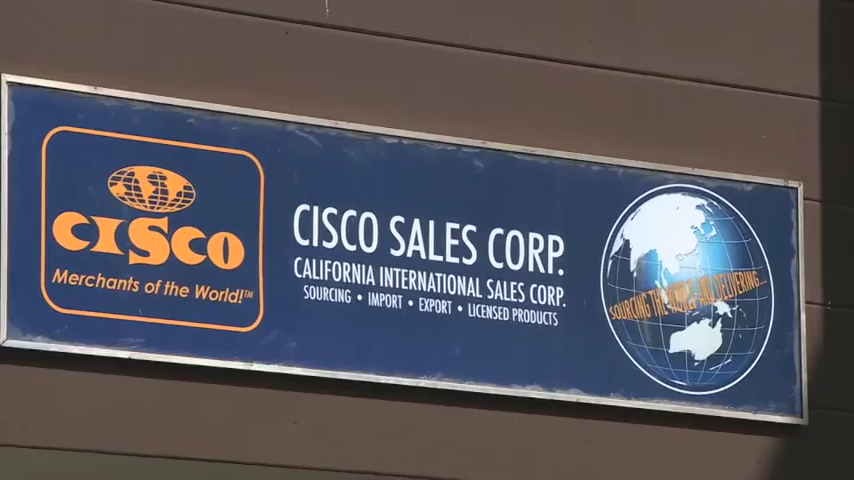 CISCO
Merchants of the World!™
CISCO SALES CORP.
CALIFORNIA INTERNATIONAL SALES CORP.
SOURCING • IMPORT • EXPORT • LICENSED PRODUCTS
SOURCING THE WORLD AND DELIVERING...